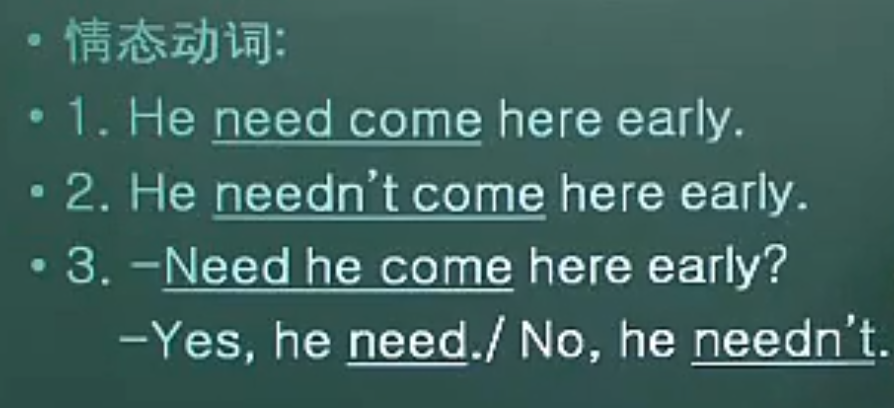 • 情态动词:
• 1. He need come here early.
• 2. He needn't come here early.
• 3. –Need he come here early?
–Yes, he need./ No, he needn't.